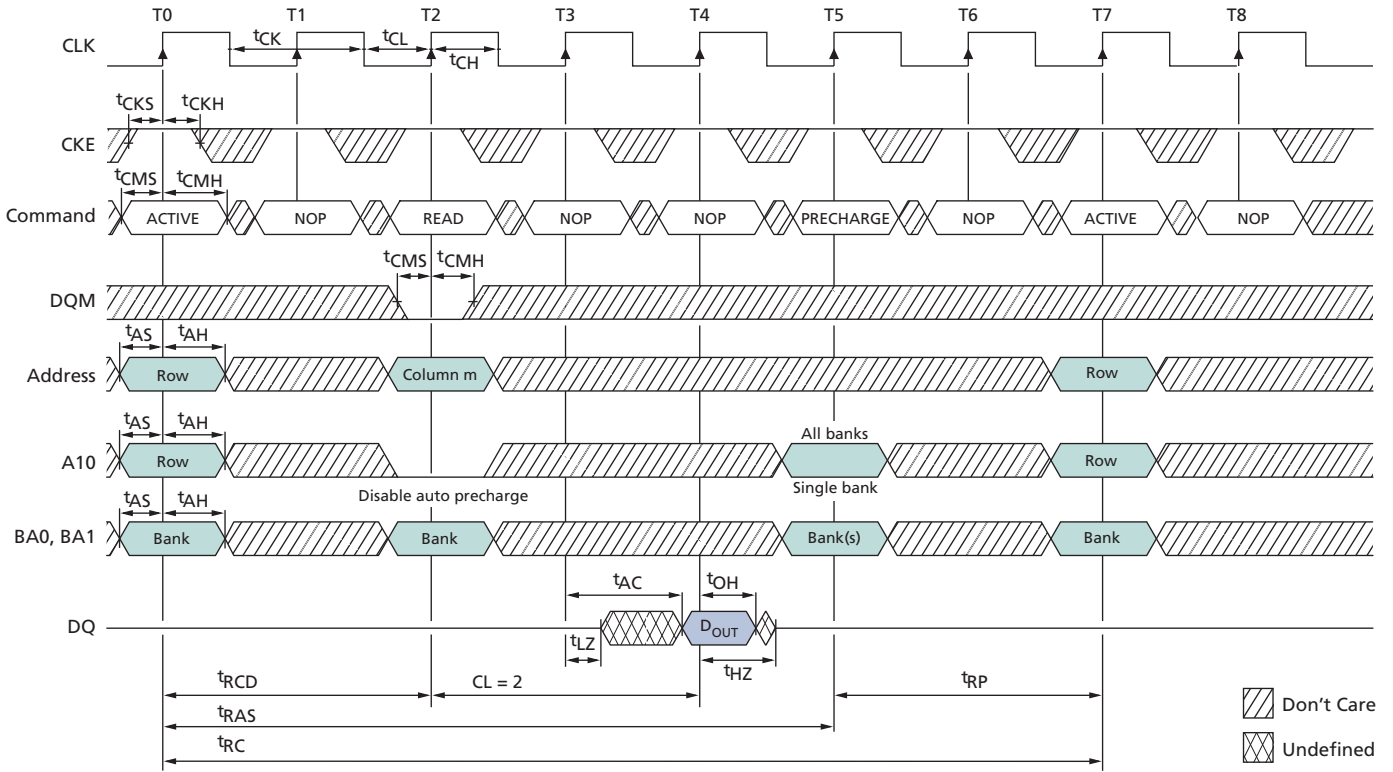 T0 T1 T2 T3 T4 T5 T6 T7 T8
CLK
tCK tCL
tCH
tCKS tCKH
CKE
tCMS tCMH
Command ACTIVE NOP READ NOP NOP PRECHARGE NOP ACTIVE NOP
tCMS tCMH
DQM
tAS tAH
Address Row Column m Row
tAS tAH
All banks
A10 Row Row
Disable auto precharge Single bank
tAS tAH
BA0, BA1 Bank Bank Bank(s) Bank
tAC tOH
DQ DOUT
tLZ tHZ
tRCD CL = 2 tRP
tRAS
tRC
Don't Care
Undefined